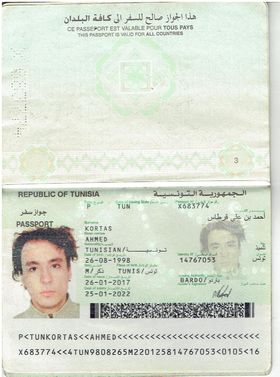 هذا الجواز صالح للسفر الى كافة البلدان
CE PASSEPORT EST VALABLE POUR TOUS PAYS
THIS PASSPORT IS VALID FOR ALL COUNTRIES
3
REPUBLIC OF TUNISIA الجمهورية التونسية
جواز سفر
PASSPORT
P TUN X683774
KORTAS أحمد بن علي قرطاس
AHMED
TUNISIAN/تونسية
26-08-1998 14767053
M/ذكر TUNIS/تونس
26-01-2017 BARDO/باردو
25-01-2022
P<TUNKORTAS<<AHMED<<<<<<<<<<<<<<<<<<<<<<<<<<
X683774<<4TUN9808265M220125814767053<0105<16